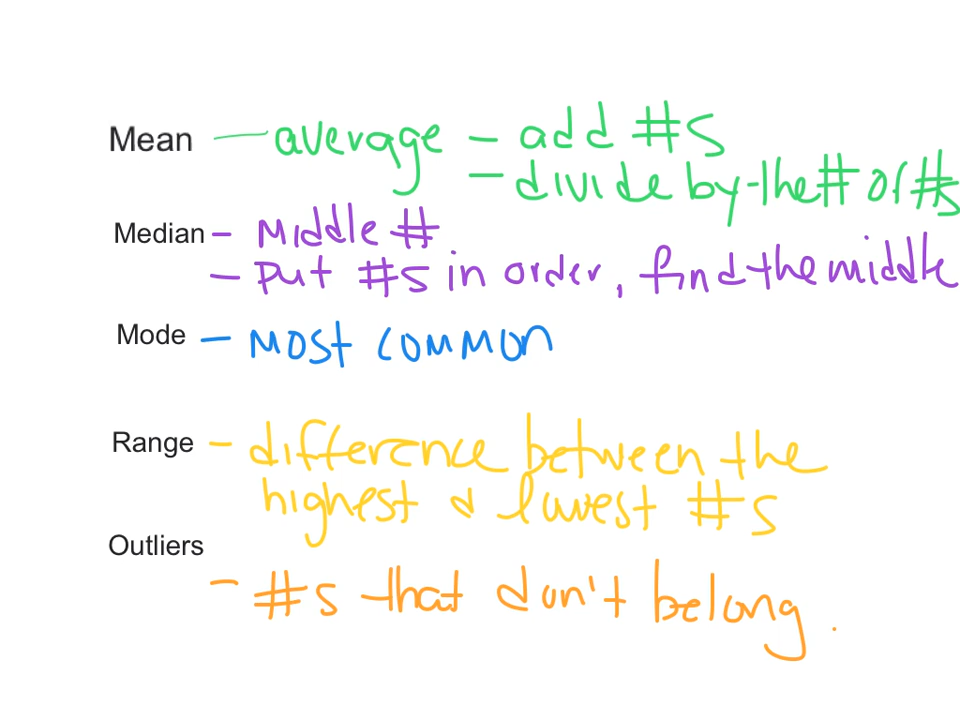 Mean — average - add #s
- divide by the # of #s
Median - Middle #
- put #s in order, find the middle
Mode - most common
Range - difference between the
highest & lowest #s
Outliers
- #s that don't belong.